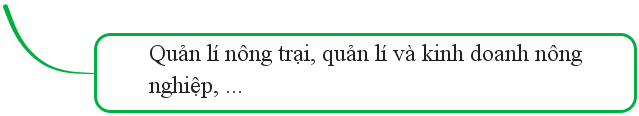 Quản lí nông trại, quản lí và kinh doanh nông
nghiệp, ...